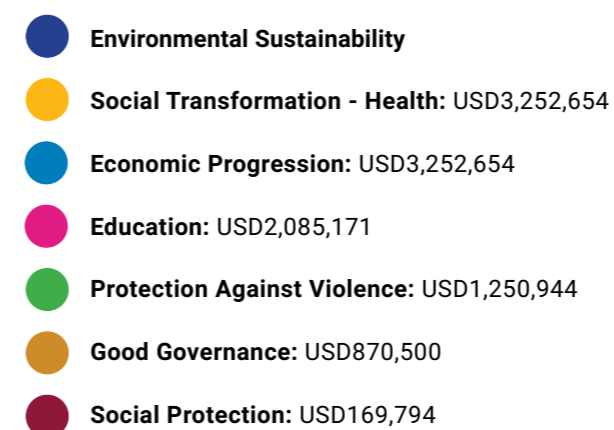 Environmental Sustainability
Social Transformation - Health: USD3,252,654
Economic Progression: USD3,252,654
Education: USD2,085,171
Protection Against Violence: USD1,250,944
Good Governance: USD870,500
Social Protection: USD169,794